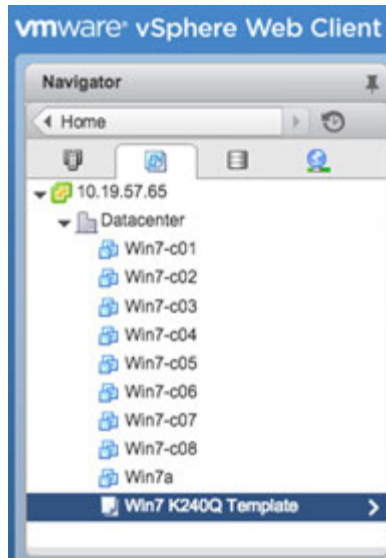 vmware® vSphere Web Client
Navigator
Home
10.19.57.65
Datacenter
Win7-c01
Win7-c02
Win7-c03
Win7-c04
Win7-c05
Win7-c06
Win7-c07
Win7-c08
Win7a
Win7 K240Q Template